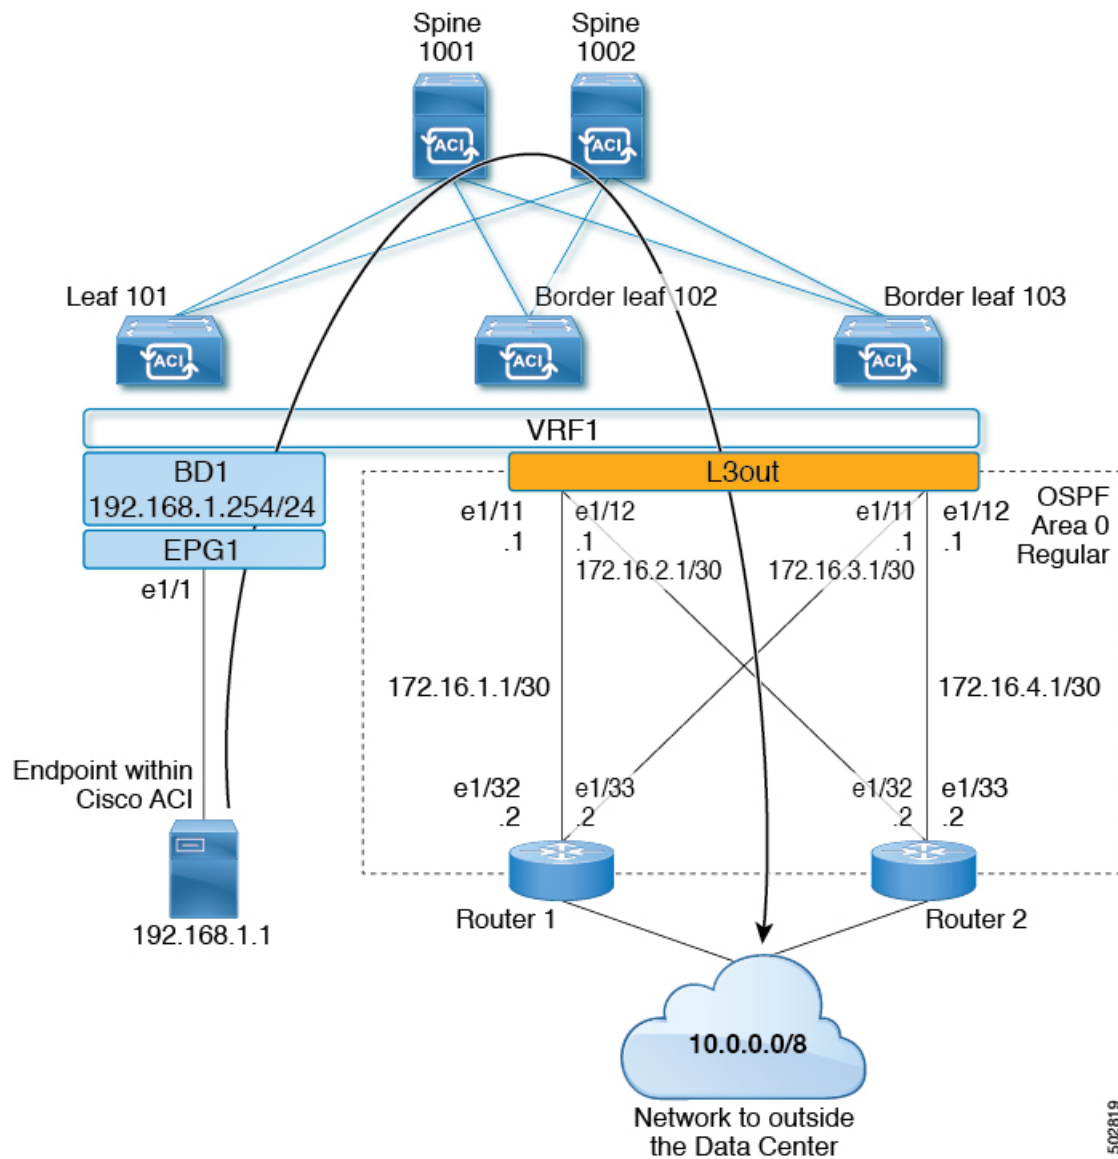 Spine
1001
Spine
1002
ACI
ACI
Leaf 101
Border leaf 102
Border leaf 103
ACI
ACI
ACI
VRF1
BD1
192.168.1.254/24
EPG1
L3out
OSPF
Area 0
Regular
e1/11
.1
e1/12
.1
e1/11
.1
e1/12
.1
172.16.2.1/30
172.16.3.1/30
e1/1
172.16.1.1/30
172.16.4.1/30
Endpoint within
Cisco ACI
e1/32
.2
e1/33
.2
e1/32
.2
e1/33
.2
192.168.1.1
Router 1
Router 2
10.0.0.0/8
Network to outside
the Data Center
502819